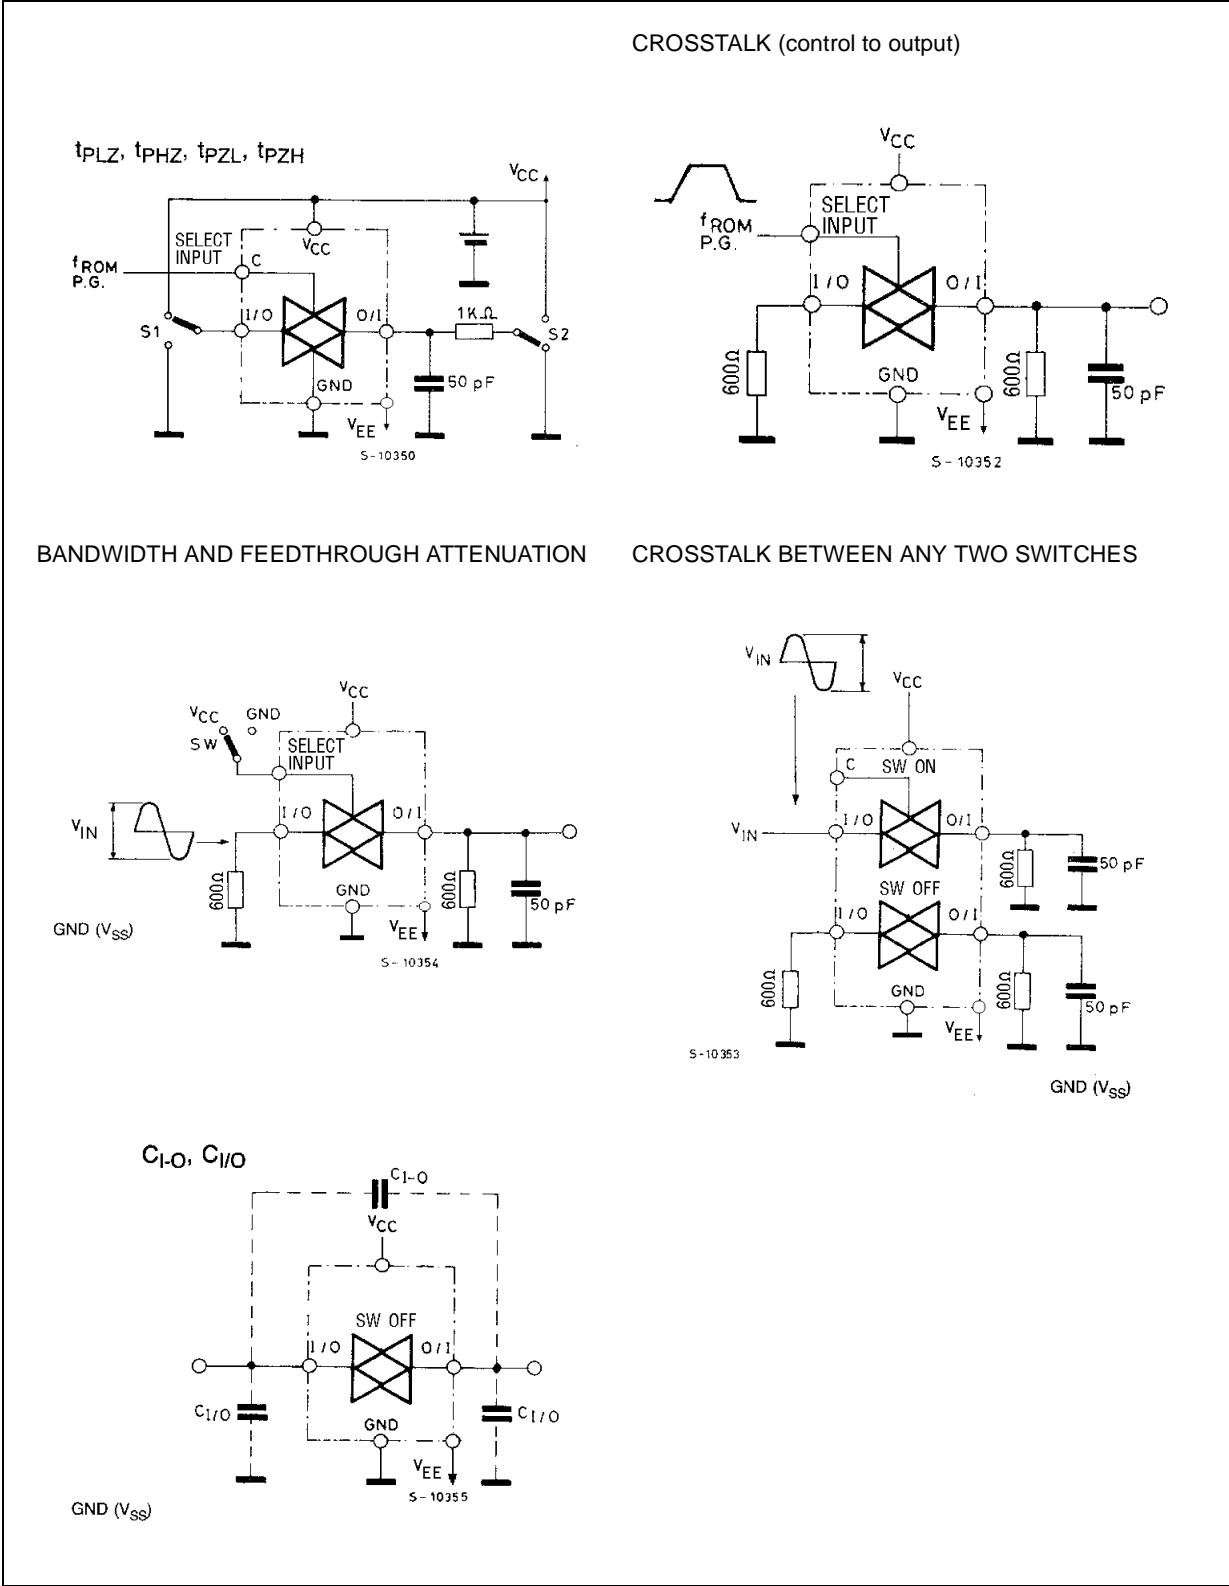 CROSSTALK (control to output)
tPLZ, tPHZ, tPZL, tPZH
VCC
SELECT
INPUT
VCC
C
fROM
P.G.
I/O
O/I
1KΩ
S1
S2
GND
50 pF
VEE
S-10350
VCC
SELECT
INPUT
fROM
P.G.
I/O
O/I
600Ω
GND
600Ω
50 pF
VEE
S-10352
BANDWIDTH AND FEEDTHROUGH ATTENUATION
CROSSTALK BETWEEN ANY TWO SWITCHES
VCC
VCC
GND
SW
SELECT
INPUT
I/O
O/I
VIN
600Ω
GND
600Ω
50 pF
VEE
GND (VSS)
S-10354
VIN
VCC
C
SW ON
I/O
O/I
VIN
600Ω
50 pF
SW OFF
I/O
O/I
600Ω
GND
600Ω
50 pF
VEE
S-10353
GND (VSS)
CI-O, CI/O
CI-O
VCC
SW OFF
I/O
O/I
CI/O
GND
CI/O
VEE
S-10355
GND (VSS)